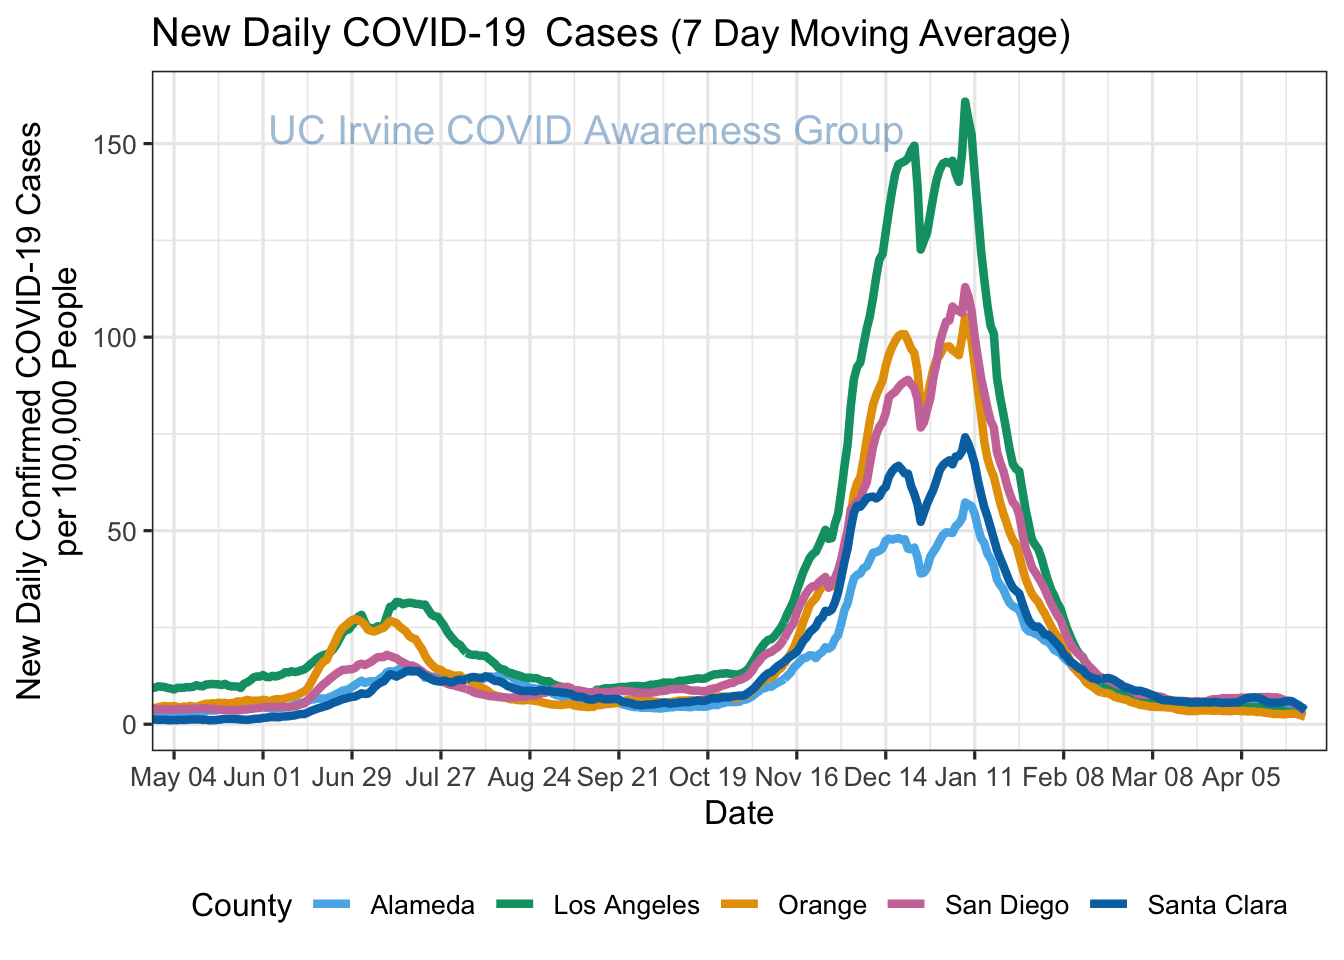 New Daily COVID-19  Cases (7 Day Moving Average)
UC Irvine COVID Awareness Group
New Daily Confirmed COVID-19 Cases
per 100,000 People
150
100
50
0
May 04 Jun 01 Jun 29 Jul 27 Aug 24 Sep 21 Oct 19 Nov 16 Dec 14 Jan 11 Feb 08 Mar 08 Apr 05
Date
County Alameda Los Angeles Orange San Diego Santa Clara